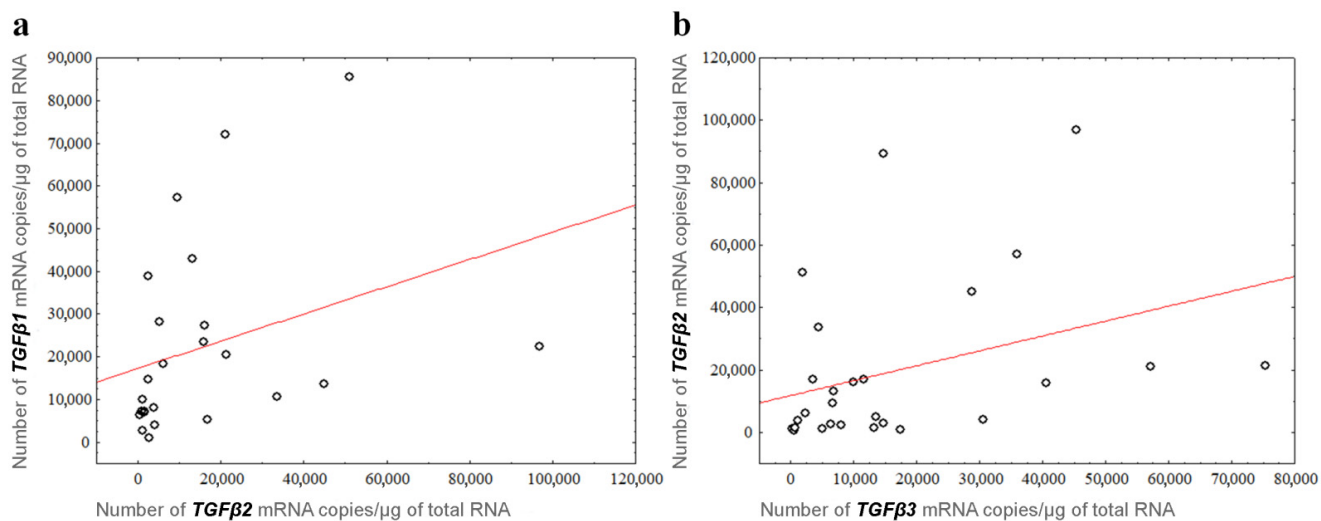 a
Number of TGFβ1 mRNA copies/µg of total RNA
90,000
80,000
70,000
60,000
50,000
40,000
30,000
20,000
10,000
0
0 20,000 40,000 60,000 80,000 100,000 120,000
Number of TGFβ2 mRNA copies/µg of total RNA
b
Number of TGFβ2 mRNA copies/µg of total RNA
120,000
100,000
80,000
60,000
40,000
20,000
0
0 10,000 20,000 30,000 40,000 50,000 60,000 70,000 80,000
Number of TGFβ3 mRNA copies/µg of total RNA